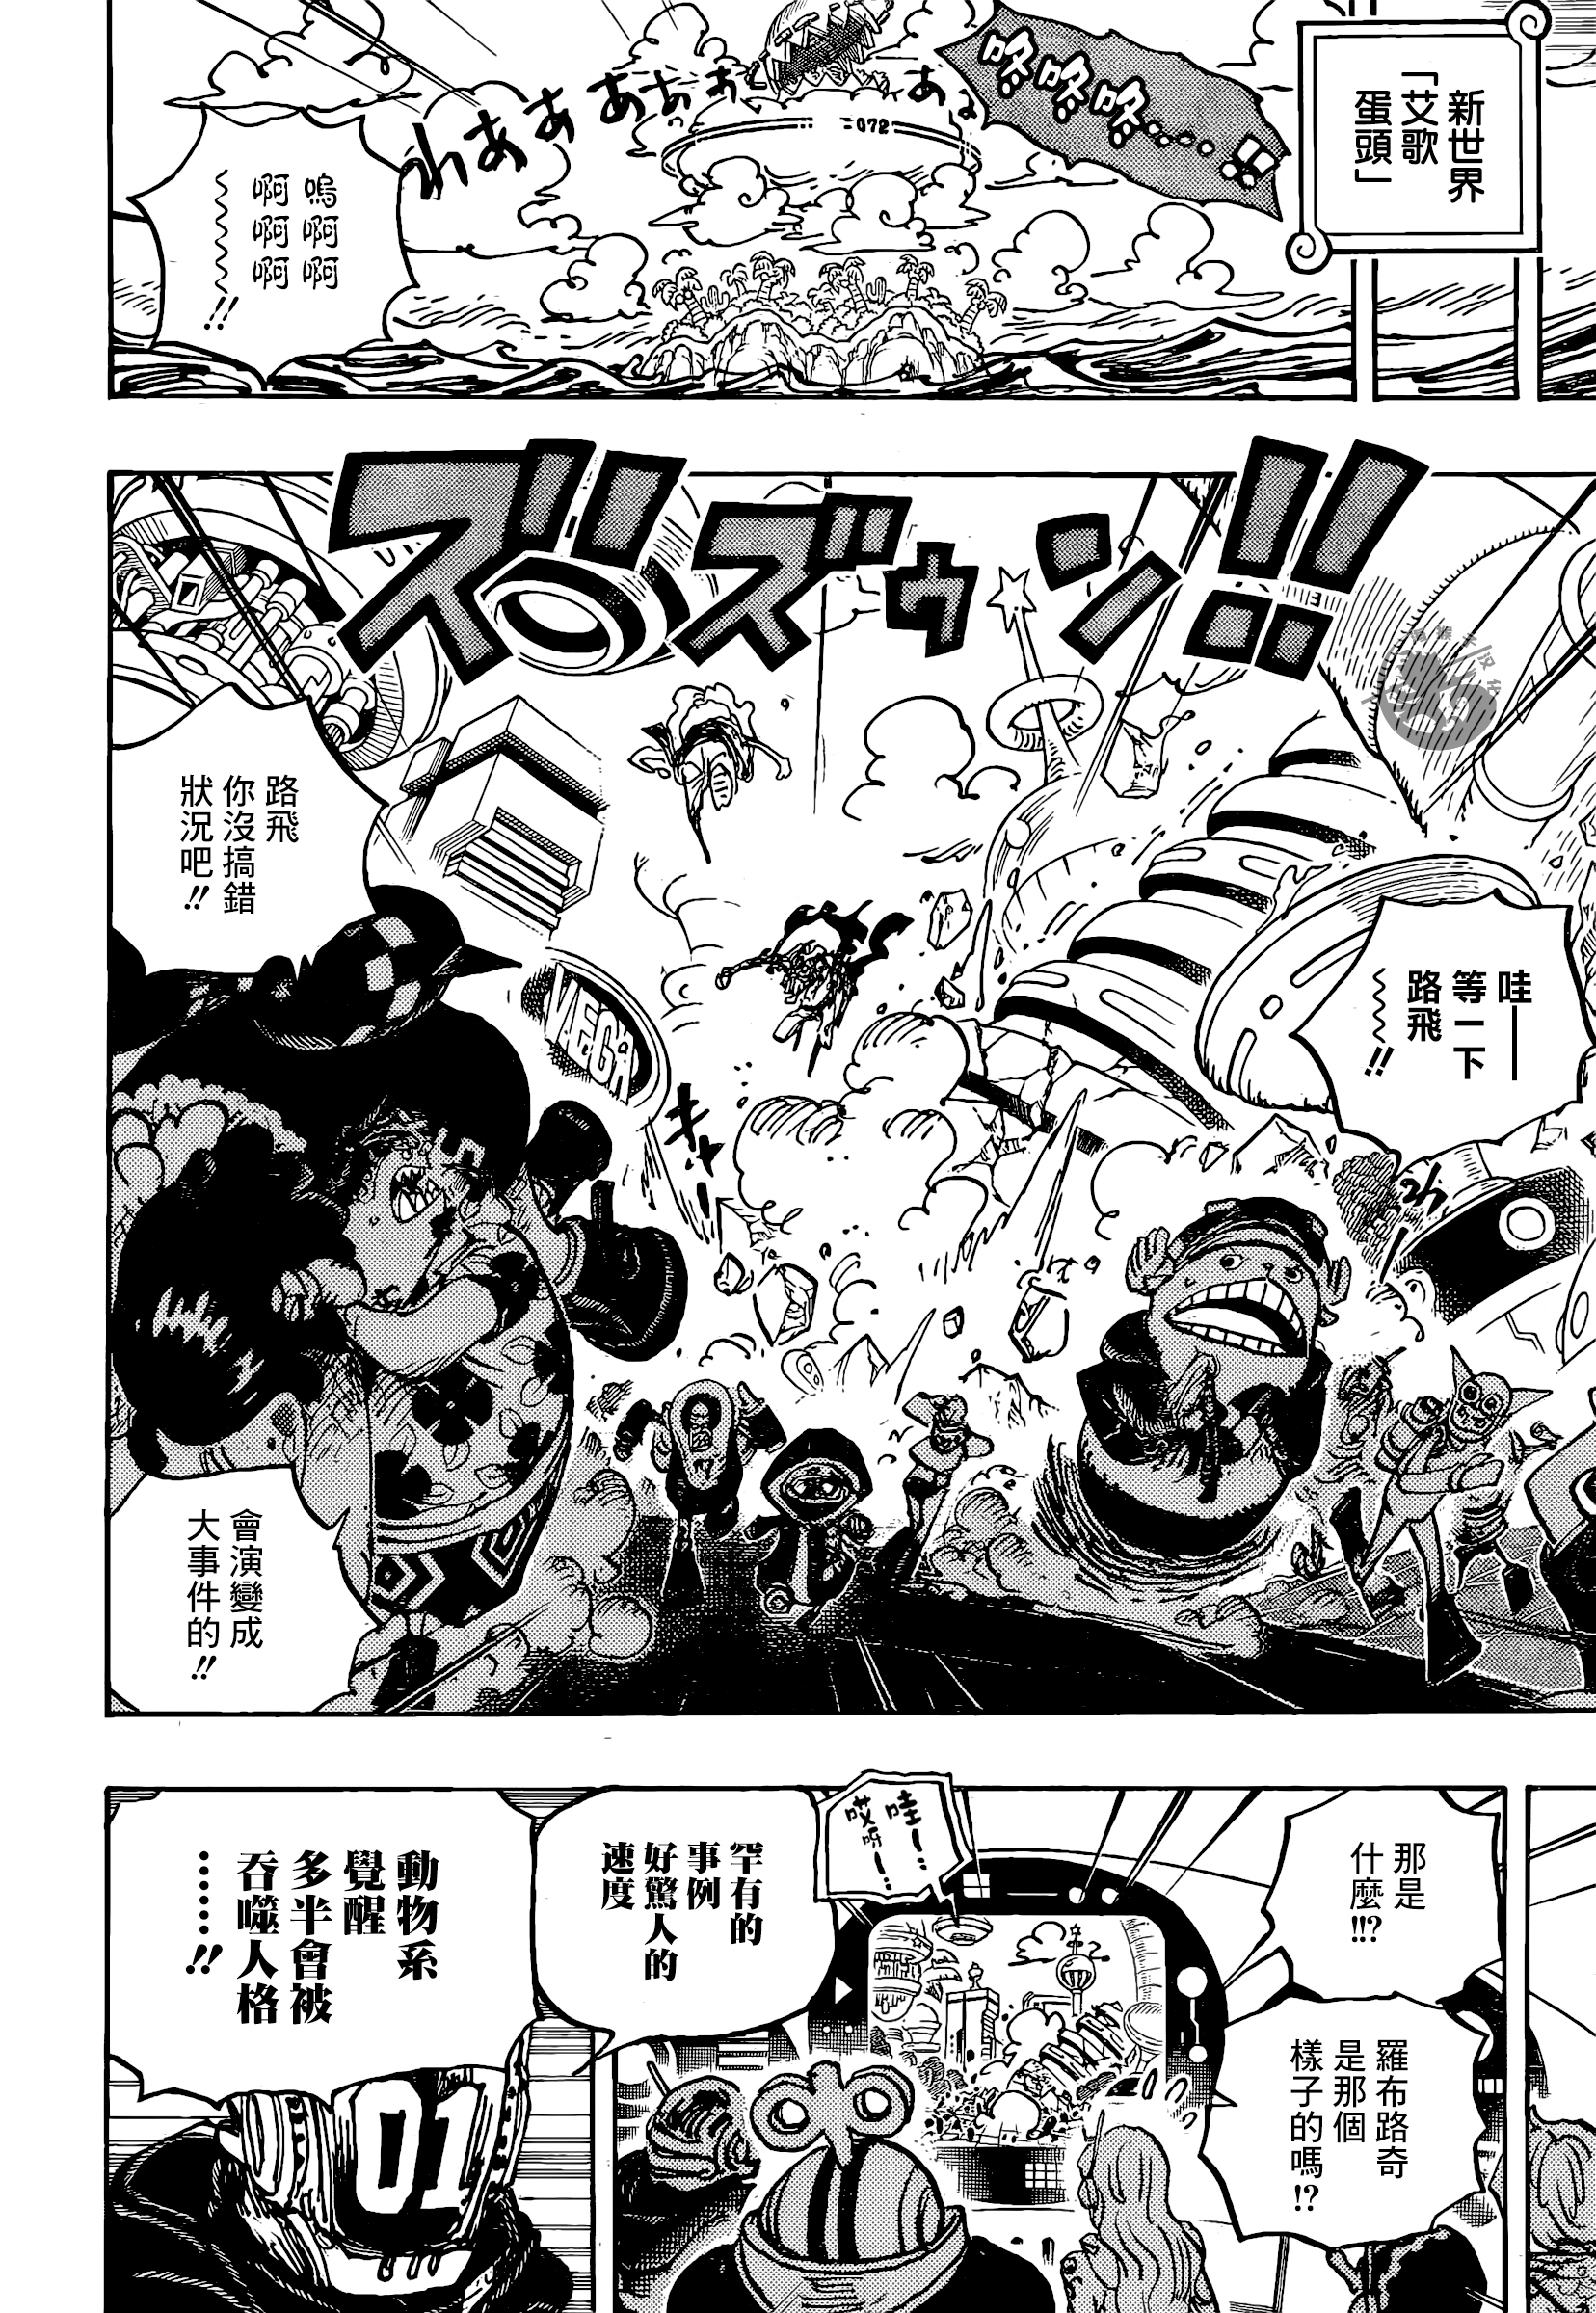 新世界
「艾歌
蛋頭」
咚咚咚⋯⋯!!
わあああああああ
072
嗚啊啊
啊啊啊
〜〜!!
ズズズゥン!!
哇——
等一下
路飛
〜〜!!
路飛
你沒搞錯
狀況吧!!
VEGA
會演變成
大事件的!!
那是
什麼!!?
羅布路奇
是那個
樣子的嗎!?
哇—⋯
哎呀—⋯
罕有的
事例
好驚人的
速度
動物系
覺醒
多半會被
吞噬人格
⋯⋯!!
01